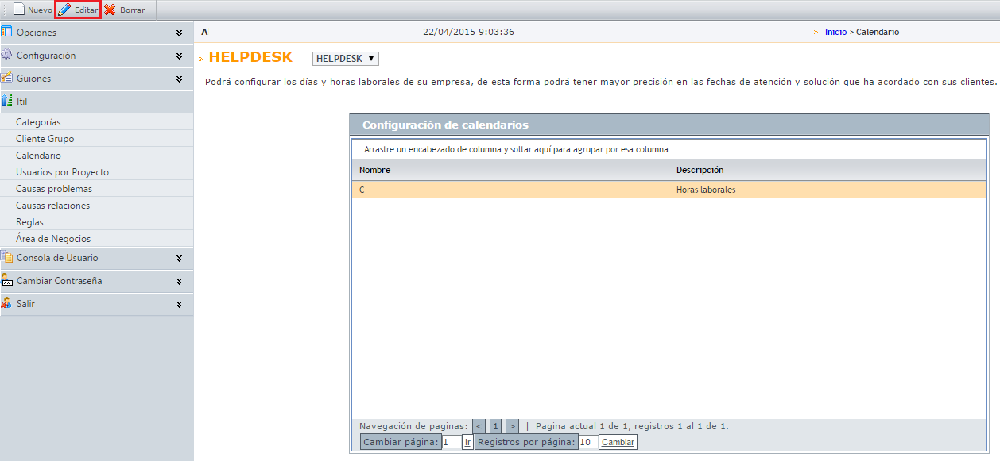 Nuevo Editar Borrar
Opciones
Configuración
Guiones
Itil
Categorías
Cliente Grupo
Calendario
Usuarios por Proyecto
Causas problemas
Causas relaciones
Reglas
Área de Negocios
Consola de Usuario
Cambiar Contraseña
Salir
A 22/04/2015 9:03:36 » Inicio > Calendario
» HELPDESK HELPDESK ▼
Podrá configurar los días y horas laborales de su empresa, de esta forma podrá tener mayor precisión en las fechas de atención y solución que ha acordado con sus clientes.
Configuración de calendarios
Arrastre un encabezado de columna y soltar aquí para agrupar por esa columna
Nombre Descripción
C Horas laborales
Navegación de paginas: < 1 > | Pagina actual 1 de 1, registros 1 al 1 de 1.
Cambiar página: 1 Ir Registros por página: 10 Cambiar